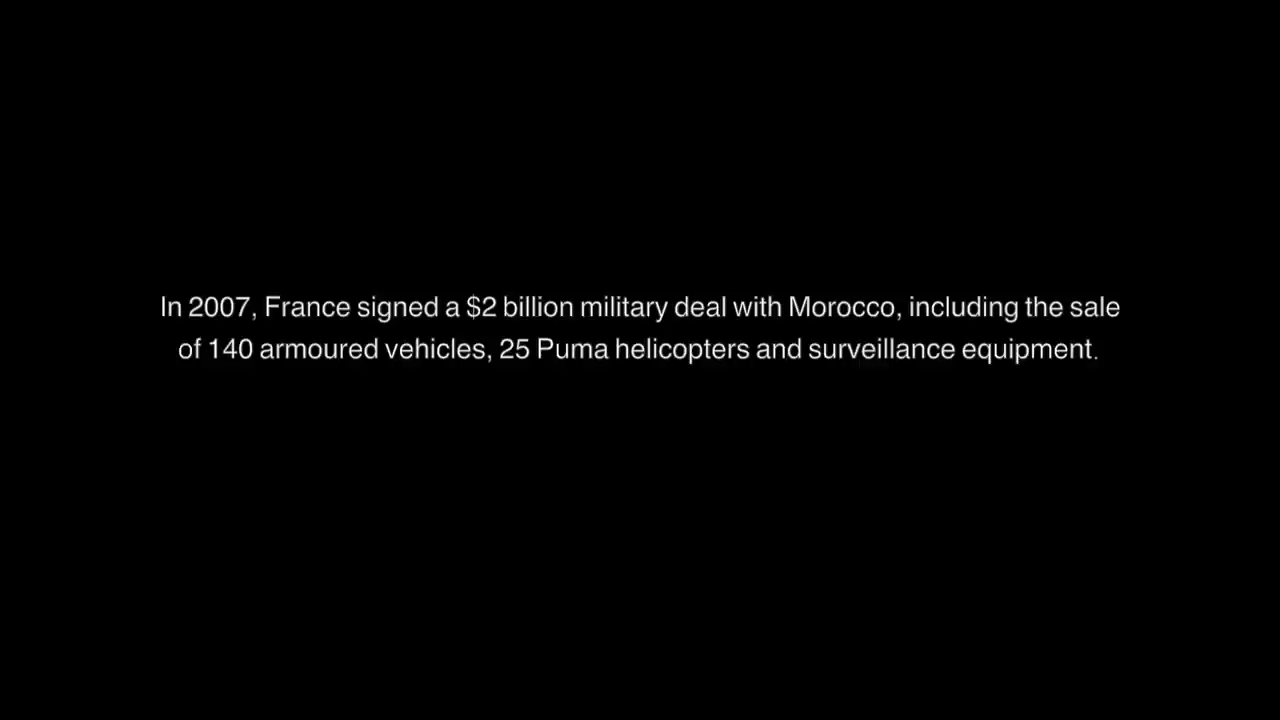 In 2007, France signed a $2 billion military deal with Morocco, including the sale
of 140 armoured vehicles, 25 Puma helicopters and surveillance equipment.